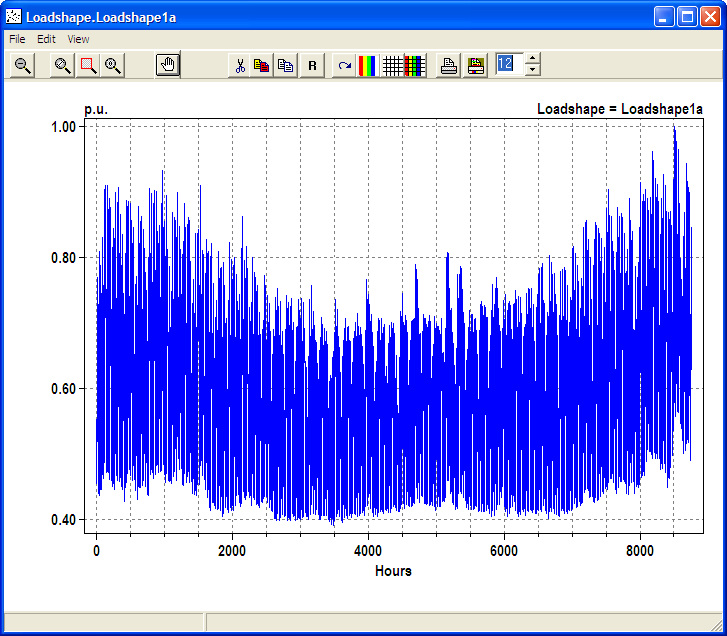 Loadshape.Loadshape1a
File Edit View
R 12
p.u. Loadshape = Loadshape1a
1.00
0.80
0.60
0.40
0 2000 4000 6000 8000
Hours